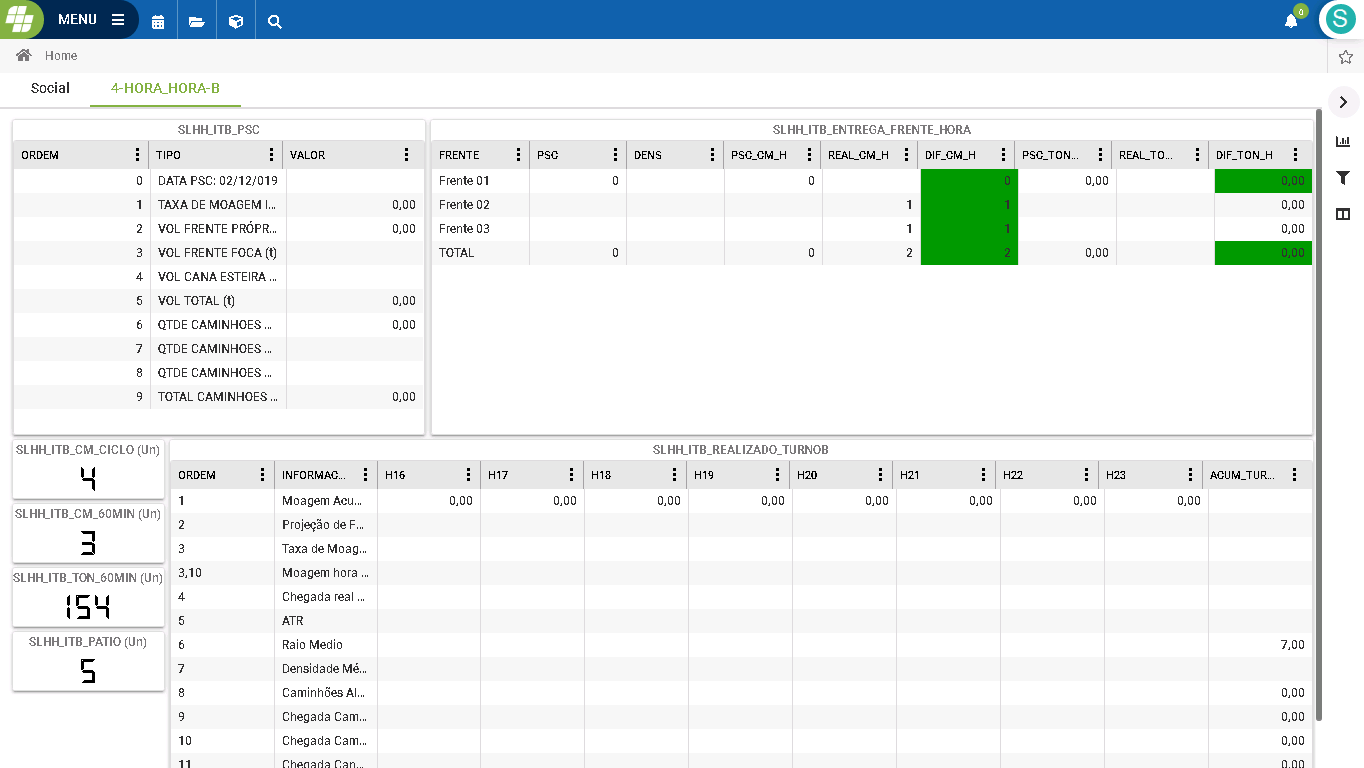 MENU
0
S
Home
Social 4-HORA_HORA-B
SLHH_ITB_PSC
ORDEM TIPO VALOR
0 DATA PSC: 02/12/019
1 TAXA DE MOAGEM I... 0,00
2 VOL FRENTE PRÓPR... 0,00
3 VOL FRENTE FOCA (t)
4 VOL CANA ESTEIRA ...
5 VOL TOTAL (t) 0,00
6 QTDE CAMINHOES ... 0,00
7 QTDE CAMINHOES ...
8 QTDE CAMINHOES ...
9 TOTAL CAMINHOES ... 0,00
SLHH_ITB_ENTREGA_FRENTE_HORA
FRENTE PSC DENS PSC_CM_H REAL_CM_H DIF_CM_H PSC_TON... REAL_TO... DIF_TON_H
Frente 01 0 0 0 0,00 0,00
Frente 02 1 1 0,00
Frente 03 1 1 0,00
TOTAL 0 0 2 2 0,00 0,00
SLHH_ITB_CM_CICLO (Un)
4
SLHH_ITB_CM_60MIN (Un)
3
SLHH_ITB_TON_60MIN (Un)
154
SLHH_ITB_PATIO (Un)
5
SLHH_ITB_REALIZADO_TURNOB
ORDEM INFORMAC... H16 H17 H18 H19 H20 H21 H22 H23 ACUM_TUR...
1 Moagem Acu... 0,00 0,00 0,00 0,00 0,00 0,00 0,00 0,00
2 Projeção de F...
3 Taxa de Moag...
3,10 Moagem hora ...
4 Chegada real ...
5 ATR
6 Raio Medio 7,00
7 Densidade Mé...
8 Caminhões Al... 0,00
9 Chegada Cam... 0,00
10 Chegada Cam... 0,00
11 Chegada Can... 0,00